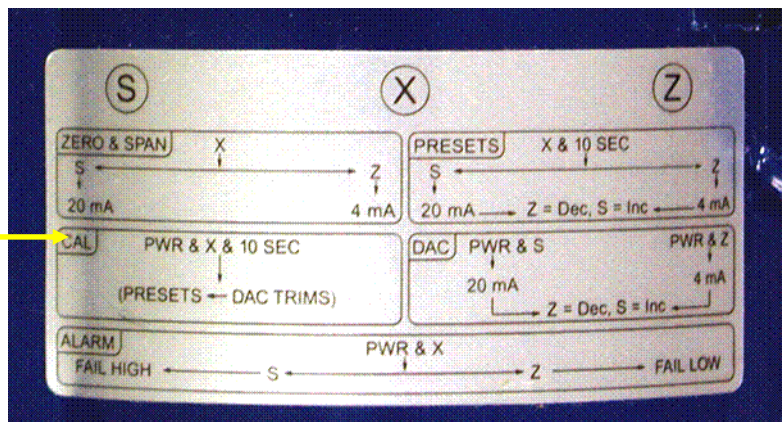 S X Z
ZERO & SPAN X
S Z
20 mA 4 mA
PRESETS X & 10 SEC
S Z
20 mA Z = Dec, S = Inc 4 mA
CAL PWR & X & 10 SEC
(PRESETS DAC TRIMS)
DAC PWR & S PWR & Z
20 mA 4 mA
Z = Dec, S = Inc
ALARM PWR & X
FAIL HIGH S Z FAIL LOW